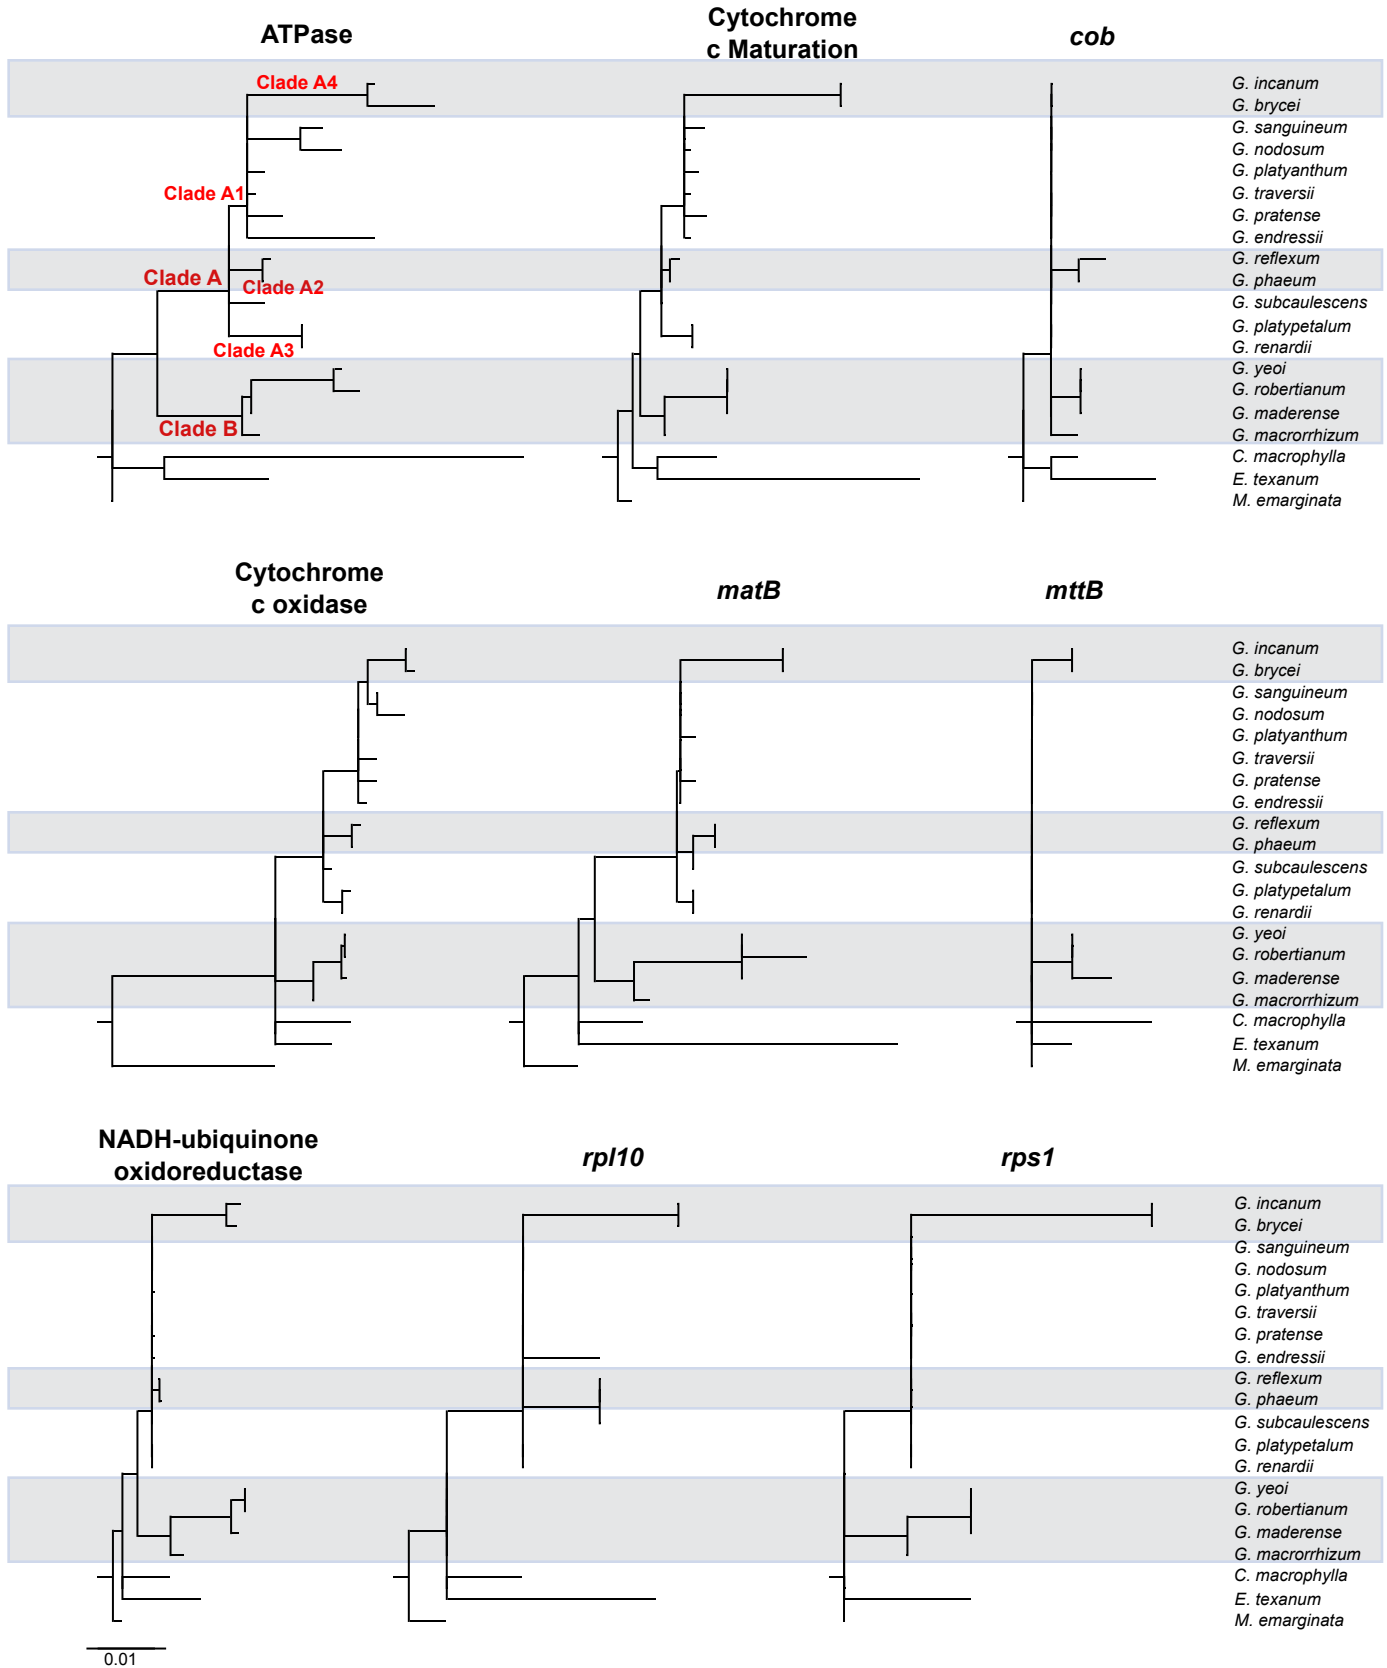 ATPase
Cytochrome
c Maturation
cob
Clade A4
Clade A1
Clade A
Clade A2
Clade A3
Clade B
G. incanum
G. brycei
G. sanguineum
G. nodosum
G. platyanthum
G. traversii
G. pratense
G. endressii
G. reflexum
G. phaeum
G. subcaulescens
G. platypetalum
G. renardii
G. yeoi
G. robertianum
G. maderense
G. macrorrhizum
C. macrophylla
E. texanum
M. emarginata
Cytochrome
c oxidase
matB
mttB
G. incanum
G. brycei
G. sanguineum
G. nodosum
G. platyanthum
G. traversii
G. pratense
G. endressii
G. reflexum
G. phaeum
G. subcaulescens
G. platypetalum
G. renardii
G. yeoi
G. robertianum
G. maderense
G. macrorrhizum
C. macrophylla
E. texanum
M. emarginata
NADH-ubiquinone
oxidoreductase
rpl10
rps1
G. incanum
G. brycei
G. sanguineum
G. nodosum
G. platyanthum
G. traversii
G. pratense
G. endressii
G. reflexum
G. phaeum
G. subcaulescens
G. platypetalum
G. renardii
G. yeoi
G. robertianum
G. maderense
G. macrorrhizum
C. macrophylla
E. texanum
M. emarginata
0.01